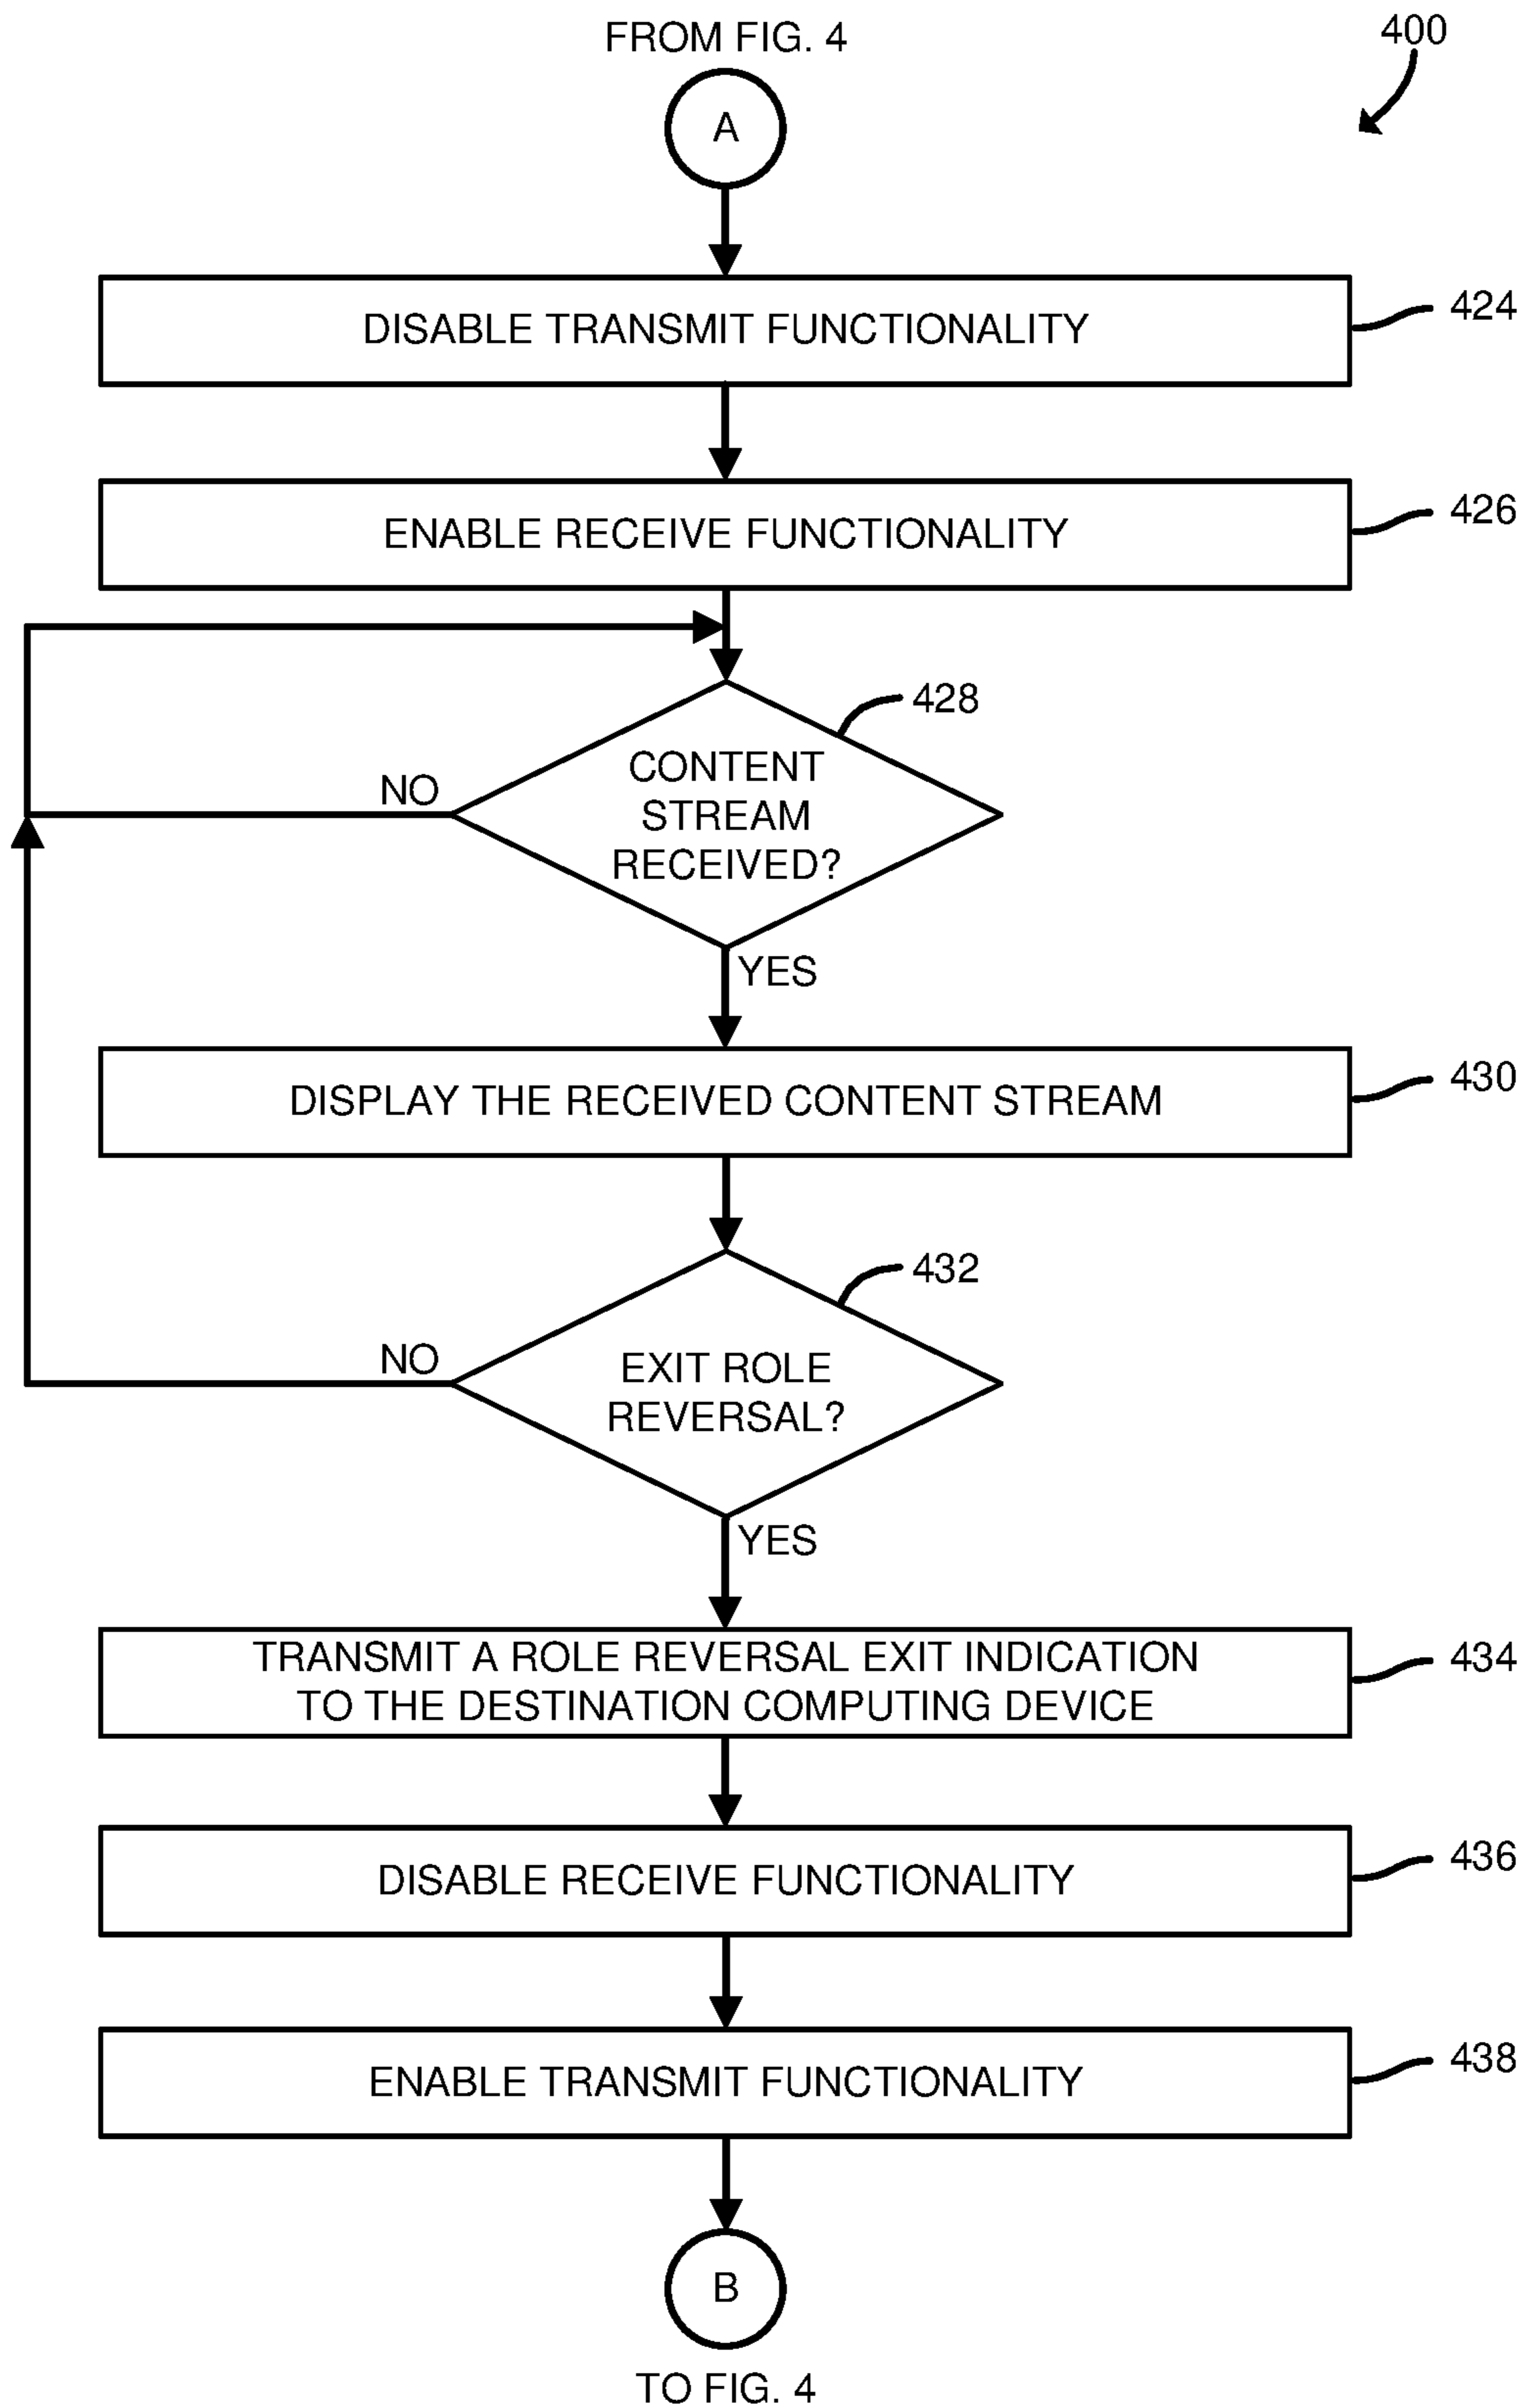 FROM FIG. 4
400
A
DISABLE TRANSMIT FUNCTIONALITY
424
ENABLE RECEIVE FUNCTIONALITY
426
428
CONTENT
STREAM
RECEIVED?
NO
YES
DISPLAY THE RECEIVED CONTENT STREAM
430
432
EXIT ROLE
REVERSAL?
NO
YES
TRANSMIT A ROLE REVERSAL EXIT INDICATION
TO THE DESTINATION COMPUTING DEVICE
434
DISABLE RECEIVE FUNCTIONALITY
436
ENABLE TRANSMIT FUNCTIONALITY
438
B
TO FIG. 4